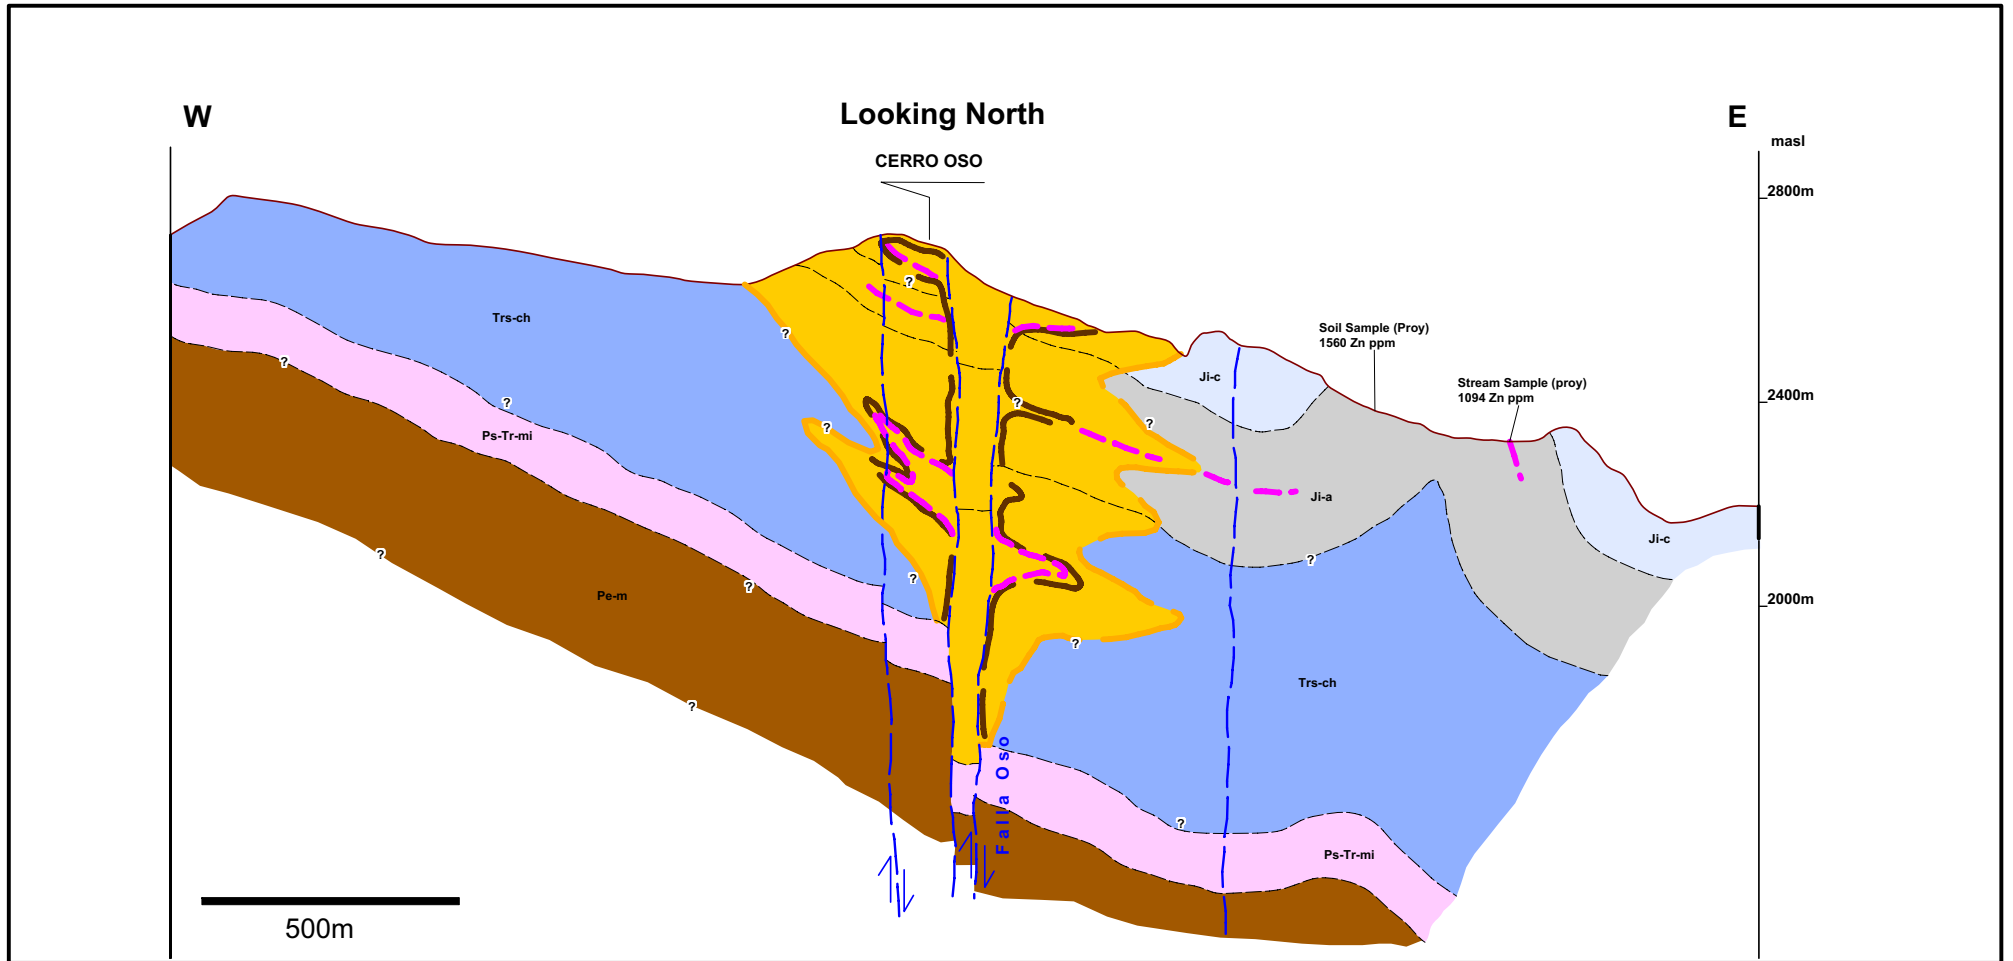 W
Looking North
E
masl
CERRO OSO
2800m
?
Trs-ch
?
Soil Sample (Proy)
1560 Zn ppm
?
Ji-c
Stream Sample (proy)
1094 Zn ppm
2400m
?
?
?
?
Ps-Tr-mi
Ji-a
Ji-c
?
?
?
?
Pe-m
2000m
?
Trs-ch
?
Falla Oso
?
Ps-Tr-mi
500m